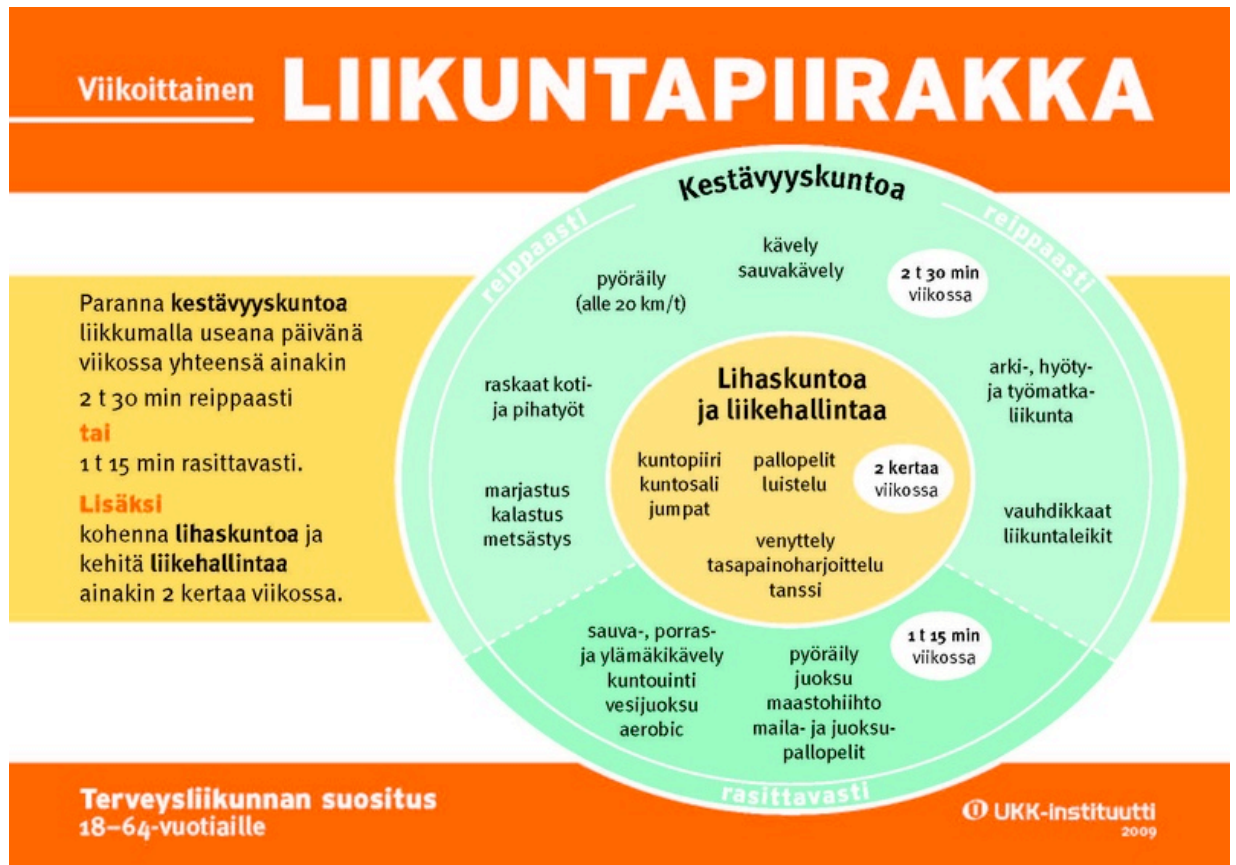 Viikoittainen LIIKUNTAPIIRAKKA
Paranna kestävyyskuntoa
liikkumalla useana päivänä
viikossa yhteensä ainakin
2 t 30 min reippaasti
tai
1 t 15 min rasittavasti.
Lisäksi
kohenna lihaskuntoa ja
kehitä liikehallintaa
ainakin 2 kertaa viikossa.
Kestävyyskuntoa
reippaasti
reippaasti
kävely
sauvakävely
2 t 30 min
viikossa
pyöräily
(alle 20 km/t)
raskaat koti-
ja pihatyöt
marjastus
kalastus
metsästys
arki-, hyöty-
ja työmatka-
liikunta
vauhdikkaat
liikuntaleikit
Lihaskuntoa
ja liikehallintaa
kuntopiiri
kuntosali
jumpat
pallopelit
luistelu
2 kertaa
viikossa
venyttely
tasapainoharjoittelu
tanssi
sauva-, porras-
ja ylämäkikävely
kuntouinti
vesijuoksu
aerobic
pyöräily
juoksu
maastohiihto
maila- ja juoksu-
pallopelit
1 t 15 min
viikossa
rasittavasti
Terveysliikunnan suositus
18–64-vuotiaille
UKK-instituutti
2009